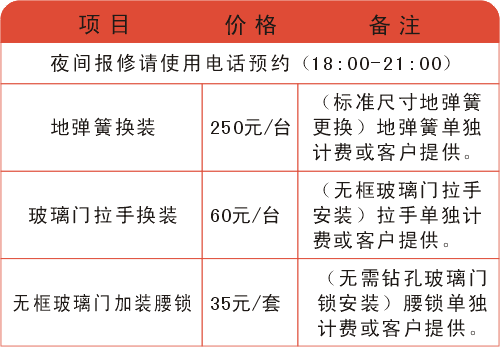 项目 价格 备注
夜间报修请使用电话预约（18:00-21:00）
地弹簧换装 250元/台 （标准尺寸地弹簧
更换）地弹簧单独
计费或客户提供。
玻璃门拉手换装 60元/台 （无框玻璃门拉手
安装）拉手单独计
费或客户提供。
无框玻璃门加装腰锁 35元/套 （无需钻孔玻璃门
锁安装）腰锁单独
计费或客户提供。